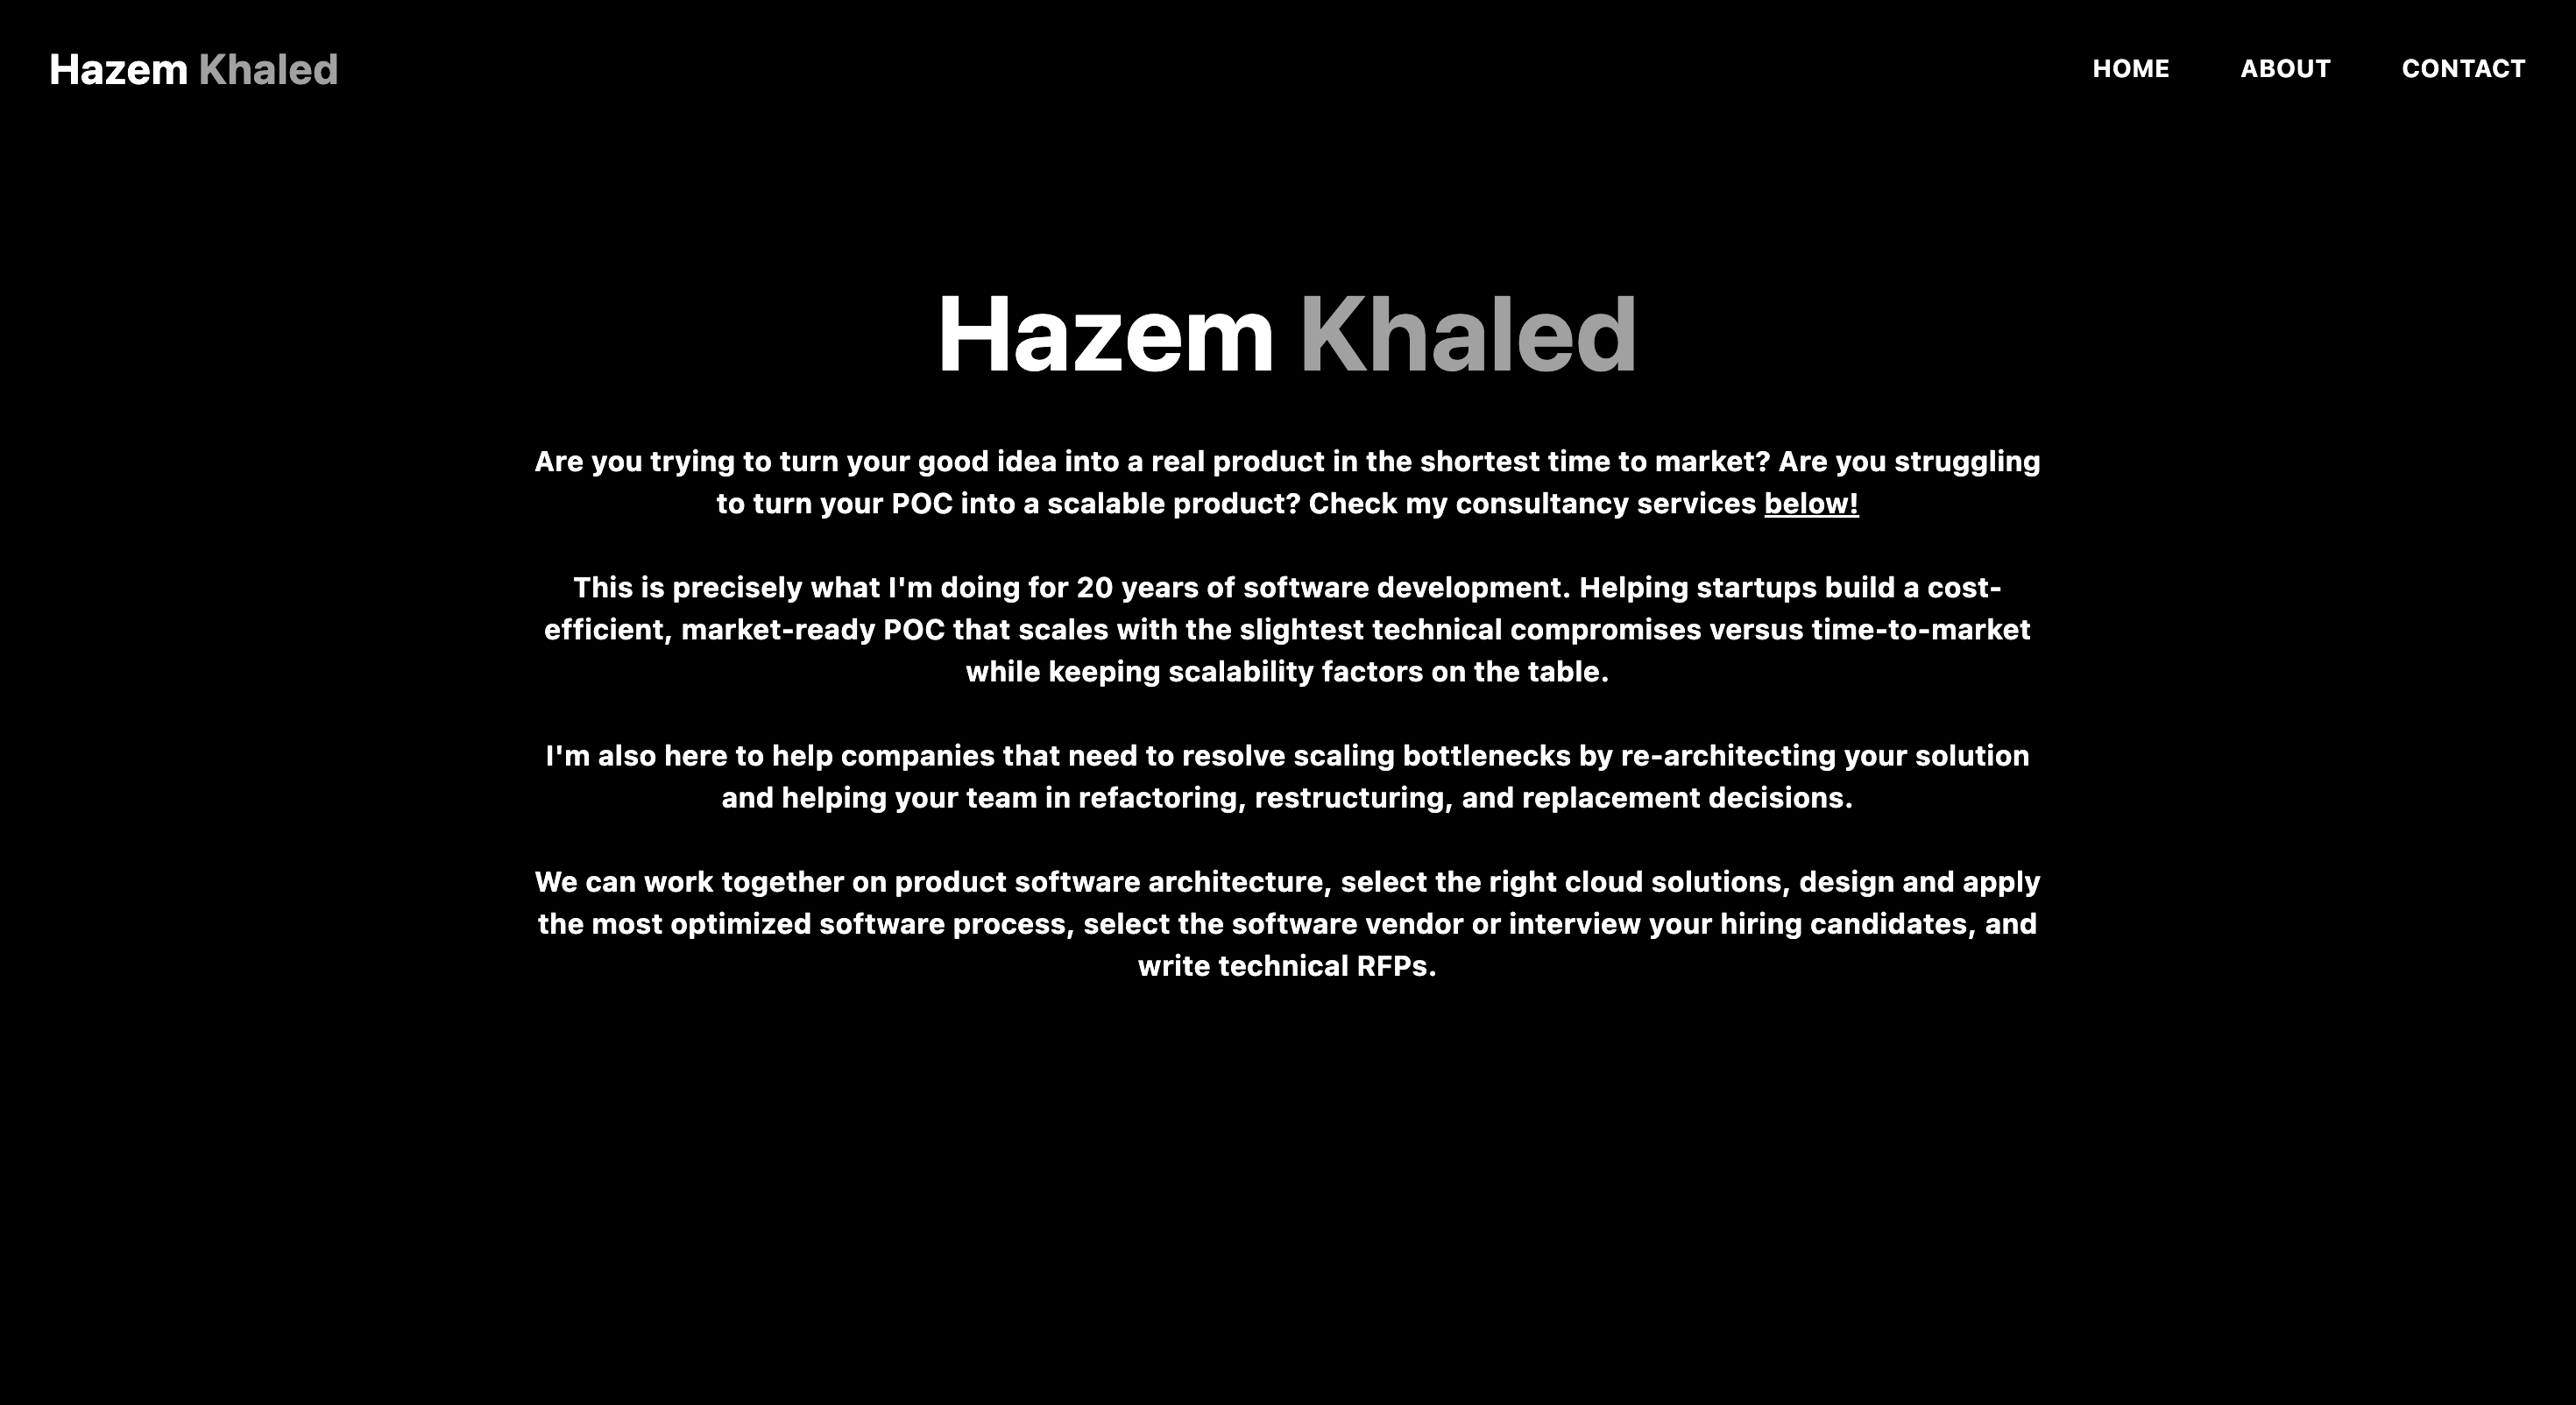 Hazem Khaled
HOME ABOUT CONTACT
Hazem Khaled
Are you trying to turn your good idea into a real product in the shortest time to market? Are you struggling
to turn your POC into a scalable product? Check my consultancy services below!
This is precisely what I'm doing for 20 years of software development. Helping startups build a cost-
efficient, market-ready POC that scales with the slightest technical compromises versus time-to-market
while keeping scalability factors on the table.
I'm also here to help companies that need to resolve scaling bottlenecks by re-architecting your solution
and helping your team in refactoring, restructuring, and replacement decisions.
We can work together on product software architecture, select the right cloud solutions, design and apply
the most optimized software process, select the software vendor or interview your hiring candidates, and
write technical RFPs.